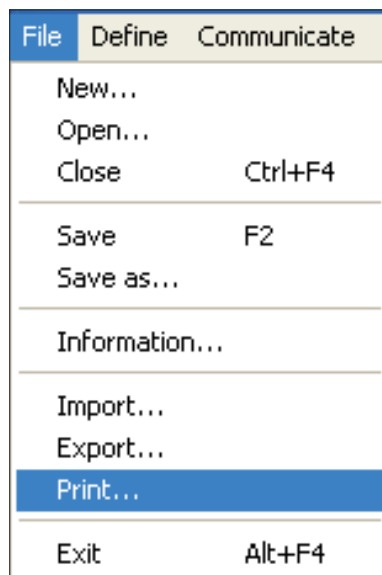 File Define Communicate
New...
Open...
Close Ctrl+F4
Save F2
Save as...
Information...
Import...
Export...
Print...
Exit Alt+F4